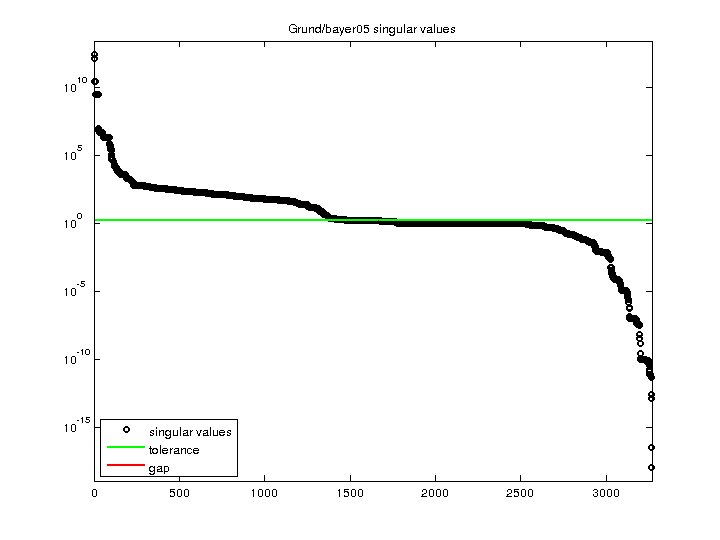 Grund/bayer05 singular values
10^10
10^5
10^0
10^-5
10^-10
10^-15
singular values
tolerance
gap
0 500 1000 1500 2000 2500 3000